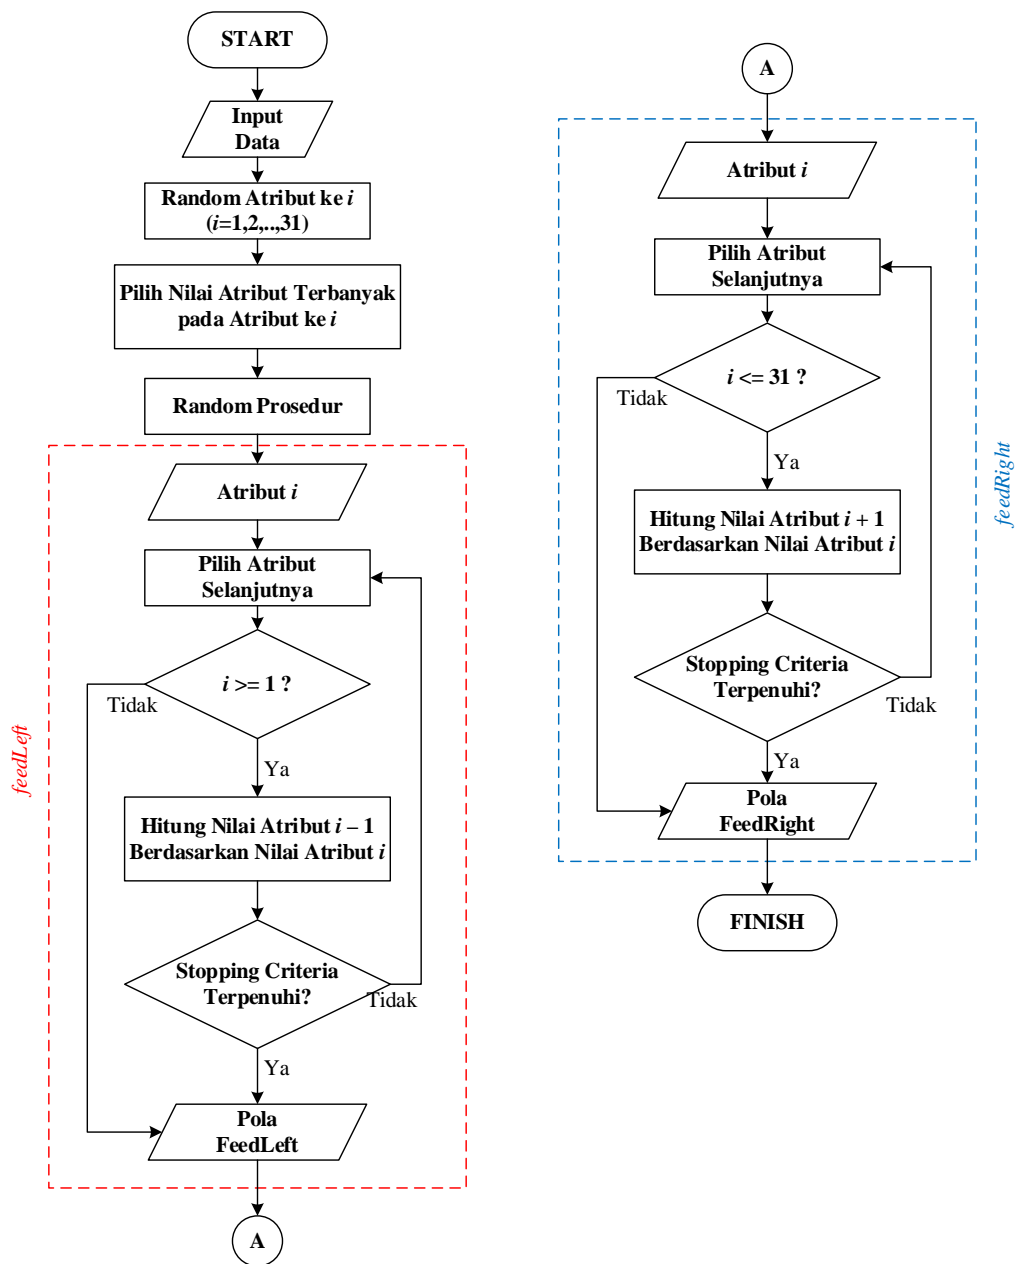 START
Input
Data
Random Atribut ke i
(i=1,2,..,31)
Pilih Nilai Atribut Terbanyak
pada Atribut ke i
Random Prosedur
feedLeft
Atribut i
Pilih Atribut
Selanjutnya
i >= 1 ?
Tidak
Ya
Hitung Nilai Atribut i – 1
Berdasarkan Nilai Atribut i
Stopping Criteria
Terpenuhi?
Tidak
Ya
Pola
FeedLeft
A
A
feedRight
Atribut i
Pilih Atribut
Selanjutnya
i <= 31 ?
Tidak
Ya
Hitung Nilai Atribut i + 1
Berdasarkan Nilai Atribut i
Stopping Criteria
Terpenuhi?
Tidak
Ya
Pola
FeedRight
FINISH